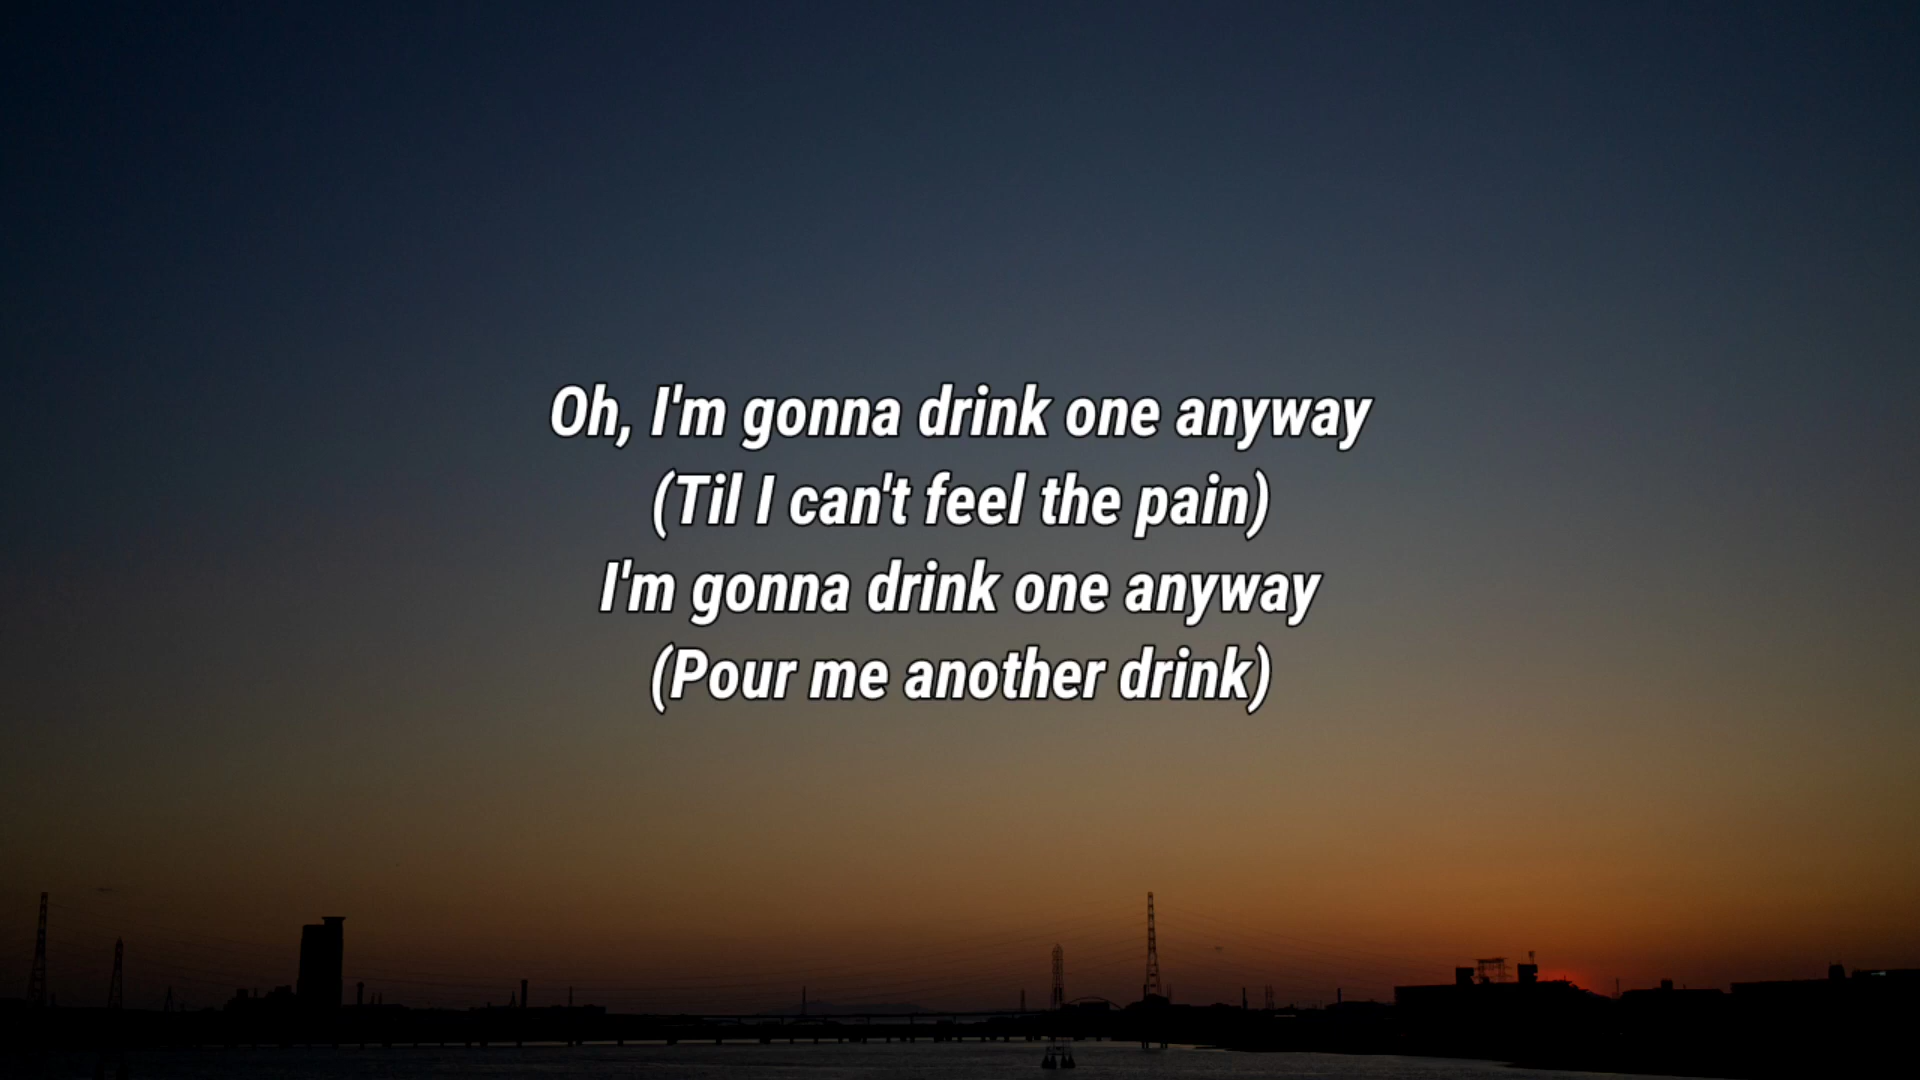 Oh, I'm gonna drink one anyway
(Til I can't feel the pain)
I'm gonna drink one anyway
(Pour me another drink)